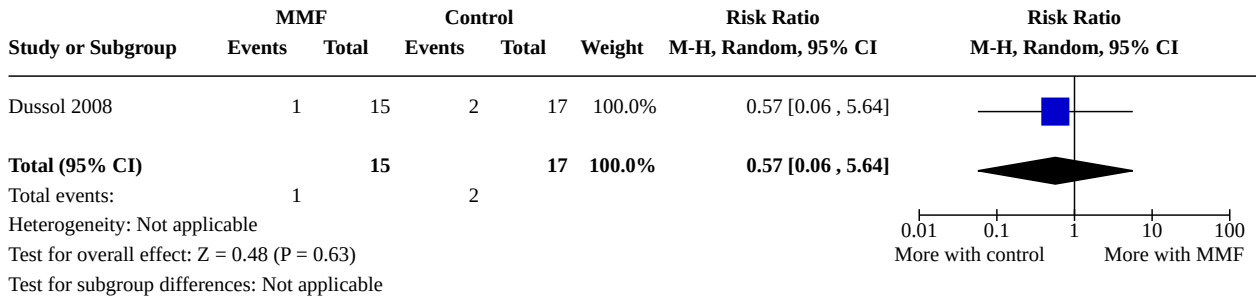 MMF Control Risk Ratio Risk Ratio
Study or Subgroup Events Total Events Total Weight M-H, Random, 95% CI M-H, Random, 95% CI
Dussol 2008 1 15 2 17 100.0% 0.57 [0.06 , 5.64]
Total (95% CI) 15 17 100.0% 0.57 [0.06 , 5.64]
Total events: 1 2
Heterogeneity: Not applicable
0.01 0.1 1 10 100
Test for overall effect: Z = 0.48 (P = 0.63)
More with control More with MMF
Test for subgroup differences: Not applicable